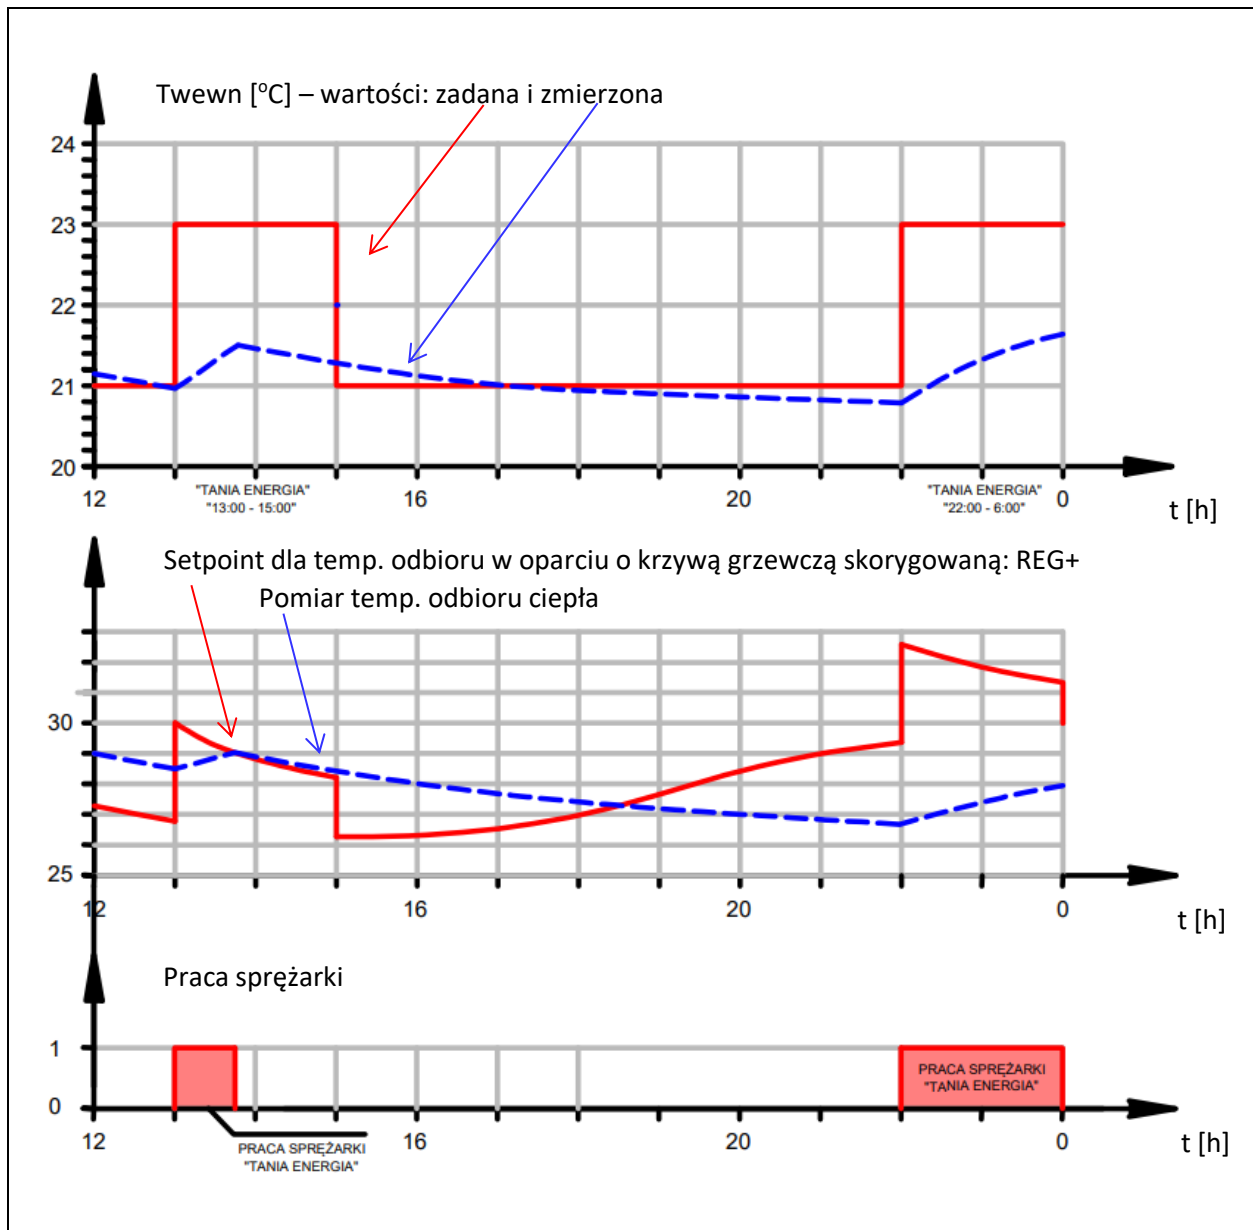 Twewn [°C] – wartości: zadana i zmierzona
24
23
22
21
20
12
"TANIA ENERGIA"
"13:00 - 15:00"
16
20
"TANIA ENERGIA"
"22:00 - 6:00"
0
t [h]
Setpoint dla temp. odbioru w oparciu o krzywą grzewczą skorygowaną: REG+
Pomiar temp. odbioru ciepła
30
25
12
16
20
0
t [h]
Praca sprężarki
1
PRACA SPRĘŻARKI
"TANIA ENERGIA"
0
12
16
20
0
t [h]
PRACA SPRĘŻARKI
"TANIA ENERGIA"